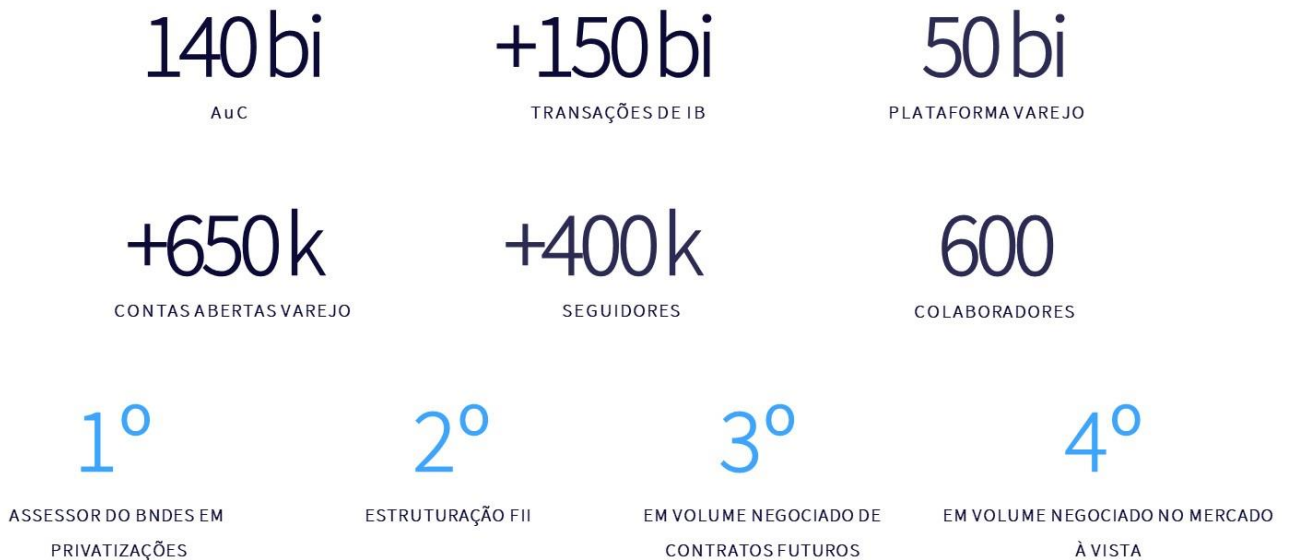 140 bi
+150 bi
50 bi
AuC
TRANSAÇÕES DE IB
PLATAFORMA VAREJO
+650 k
+400 k
600
CONTAS ABERTAS VAREJO
SEGUIDORES
COLABORADORES
1º
2º
3º
4º
ASSESSOR DO BNDES EM
PRIVATIZAÇÕES
ESTRUTURAÇÃO FII
EM VOLUME NEGOCIADO DE
CONTRATOS FUTUROS
EM VOLUME NEGOCIADO NO MERCADO
À VISTA